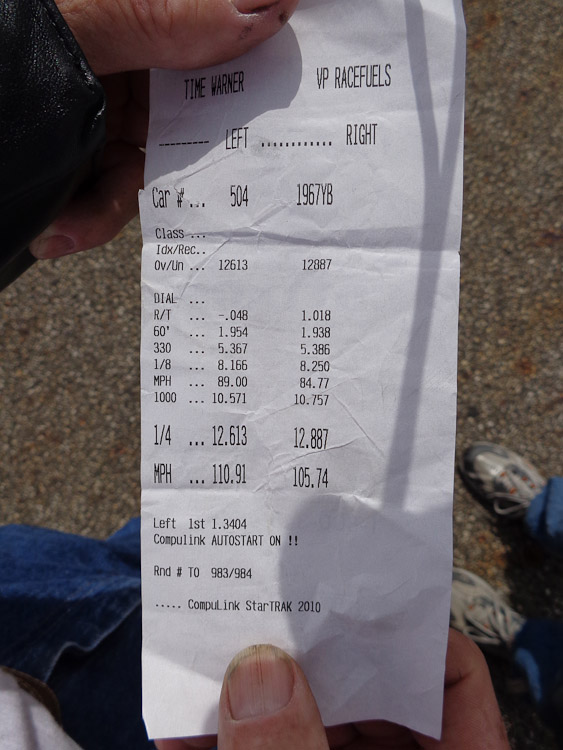 TIME WARNER VP RACEFUELS
--------- LEFT ............ RIGHT
Car # ... 504 1967YB
Class ...
Idx/Rec..
Ov/Un ... 12613 12887
DIAL ...
R/T ... -.048 1.018
60' ... 1.954 1.938
330 ... 5.367 5.386
1/8 ... 8.166 8.250
MPH ... 89.00 84.77
1000 ... 10.571 10.757
1/4 ... 12.613 12.887
MPH ... 110.91 105.74
Left 1st 1.3404
Compulink AUTOSTART ON !!
Rnd # TO 983/984
..... CompuLink StarTRAK 2010